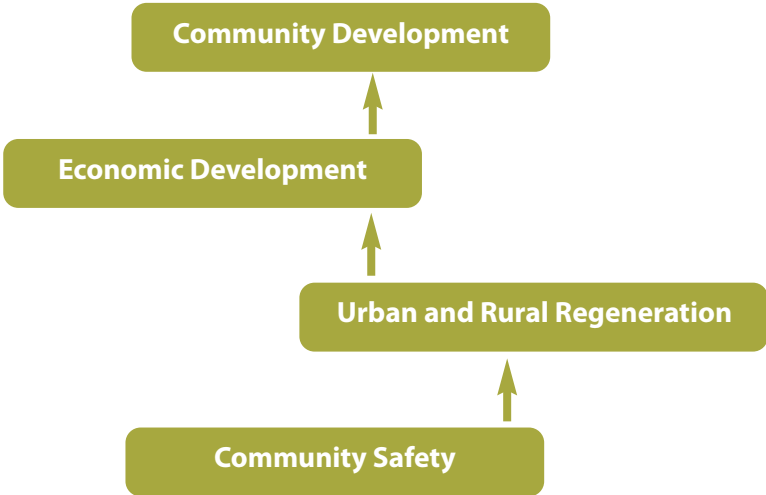 Community Development
Economic Development
Urban and Rural Regeneration
Community Safety